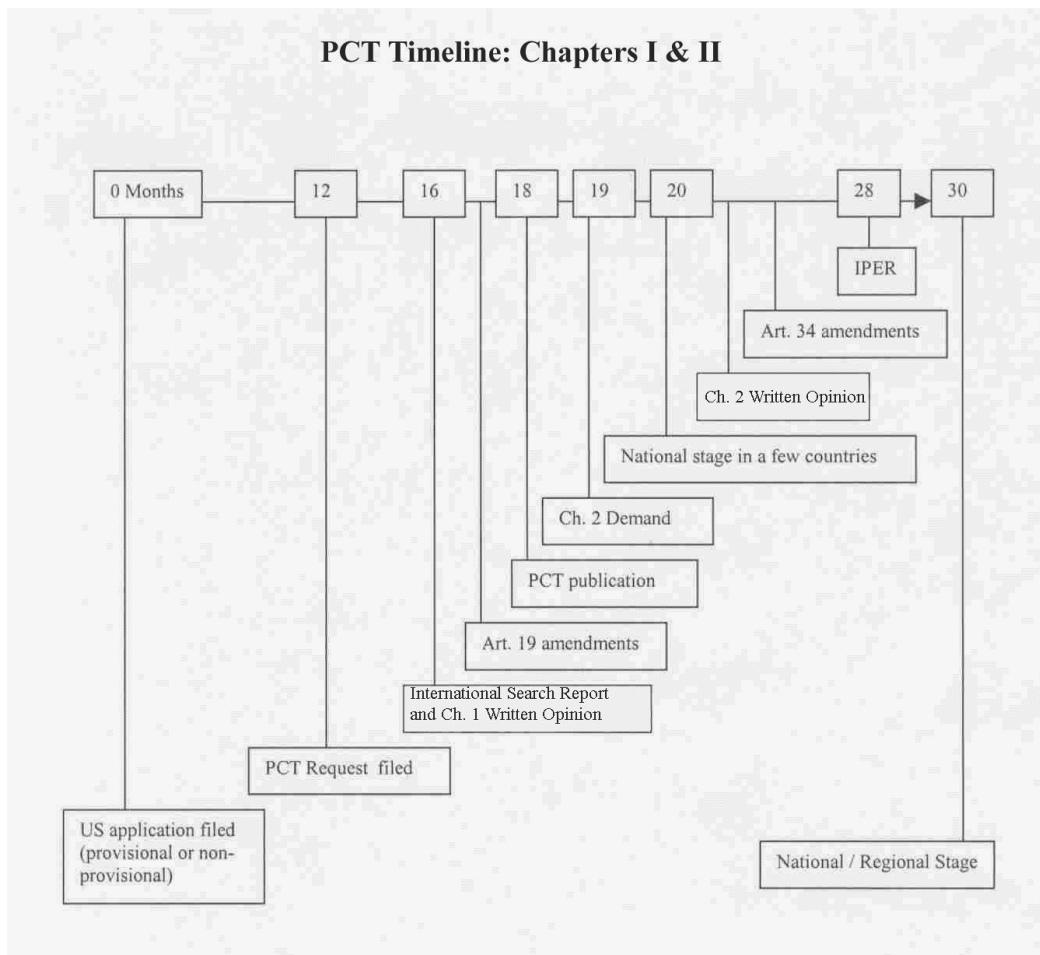 PCT Timeline: Chapters I & II
0 Months
12
16
18
19
20
28
30
IPER
Art. 34 amendments
Ch. 2 Written Opinion
National stage in a few countries
Ch. 2 Demand
PCT publication
Art. 19 amendments
International Search Report
and Ch. 1 Written Opinion
PCT Request filed
US application filed
(provisional or non-
provisional)
National / Regional Stage